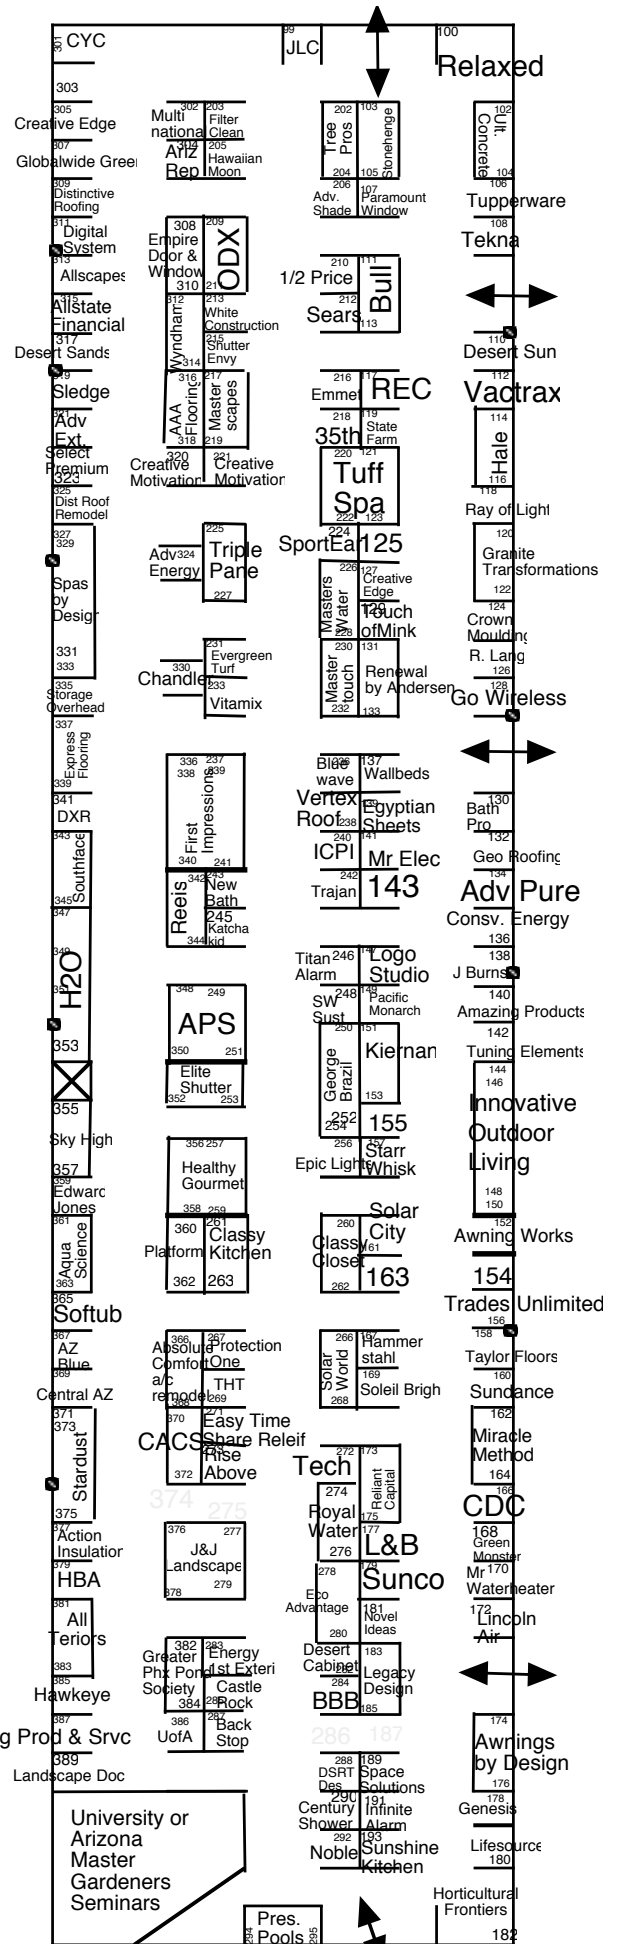 301
CYC
303
305
Creative Edge
307
Globalwide Greer
309
Distinctive
Roofing
311
Digital
System
313
Allscapes
315
Allstate
Financial
317
Desert Sands
319
Sledge
321
Adv
Ext.
Select
Premium
323
325
Dist Roof
Remodel
327
329
Spas
by
Design
331
333
335
Storage
Overhead
337
Express
Flooring
339
341
DXR
343
Southface
345
347
349
H2O
351
353
355
Sky High
357
359
Edward
Jones
361
Aqua
Science
363
365
Softub
367
AZ
Blue
369
Central AZ
371
373
Stardust
375
377
Action
Insulation
379
HBA
381
All
Teriors
383
385
Hawkeye
387
g Prod & Srvc
389
Landscape Doc
University or
Arizona
Master
Gardeners
Seminars
302 203
Multi
national
Filter
Clean
304
Ariz
Rep
205
Hawaiian
Moon
308
Empire
Door &
Window
310
209
ODX
211
312
Wyndham
314
213
White
Construction
215
Shutter
Envy
316
AAA
Flooring
318
217
Master
scapes
219
320
Creative
Motivation
221
Creative
Motivation
Adv 324
Energy
225
Triple
Pane
227
330
Chandler
231
Evergreen
Turf
233
Vitamix
336 237
338 239
First
Impressions
340 241
342
Reeis
344
243
New
Bath
245
Katcha
kid
348 249
APS
350 251
Elite
Shutter
352 253
356 257
Healthy
Gourmet
358 259
360
Platform
362
261
Classy
Kitchen
263
366
Absolute
Comfort
a/c
remodel
368
267
Protection
One
THT
269
370
CACS
372
271
Easy Time
Share Releif
273
Rise
Above
374 275
376 277
J&J
Landscape
378 279
382
Greater
Phx Pond
Society
384
283
Energy
1st Exteri
Castle
285
Rock
386
UofA
287
Back
Stop
99
JLC
202
Tree
Pros
204
103
Stonehenge
105
206
Adv.
Shade
107
Paramount
Window
210
1/2 Price
212
Sears
111
Bull
113
216
Emmet
117
REC
218
35th
119
State
Farm
220 121
Tuff
Spa
222 123
224
SportEar
125
226
Masters
Water
228
127
Creative
Edge
129
Touch
ofMink
230
Master
touch
232
131
Renewal
by Andersen
133
236
Blue
wave
137
Wallbeds
Vertex
Roof
238
139
Egyptian
Sheets
240
ICPI
141
Mr Elec
242
Trajan
143
Titan
Alarm
246
147
Logo
Studio
SW
Sust
248
149
Pacific
Monarch
250
George
Brazil
252
254
151
Kiernan
153
155
256
Epic Lights
157
Starr
Whisk
260
Classy
Closet
262
Solar
City
161
163
266
Solar
World
268
167
Hammer
stahl
169
Soleil Brigh
272
Tech
173
Reliant
Capital
175
274
Royal
Water
276
177
L&B
278
Eco
Advantage
280
179
Sunco
181
Novel
Ideas
Desert
Cabinet
282
183
Legacy
Design
185
284
BBB
286 187
288
DSRT
Des
189
Space
Solutions
290
Century
Shower
191
Infinite
Alarm
292
Noble
193
Sunshine
Kitchen
294
Pres.
Pools
295
100
Relaxed
102
Ult.
Concrete
104
106
Tupperware
108
Tekna
110
Desert Sun
112
Vactrax
114
Hale
116
118
Ray of Light
120
Granite
Transformations
122
124
Crown
Moulding
R. Lang
126
128
Go Wireless
130
Bath
Pro
132
Geo Roofing
134
Adv Pure
Consv. Energy
136
138
J Burns
140
Amazing Products
142
Tuning Elements
144
146
Innovative
Outdoor
Living
148
150
152
Awning Works
154
Trades Unlimited
156
158
Taylor Floors
160
Sundance
162
Miracle
Method
164
166
CDC
168
Green
Monster
170
Mr
Waterheater
172
Lincoln
Air
174
Awnings
by Design
176
178
Genesis
Lifesource
180
Horticultural
Frontiers
182